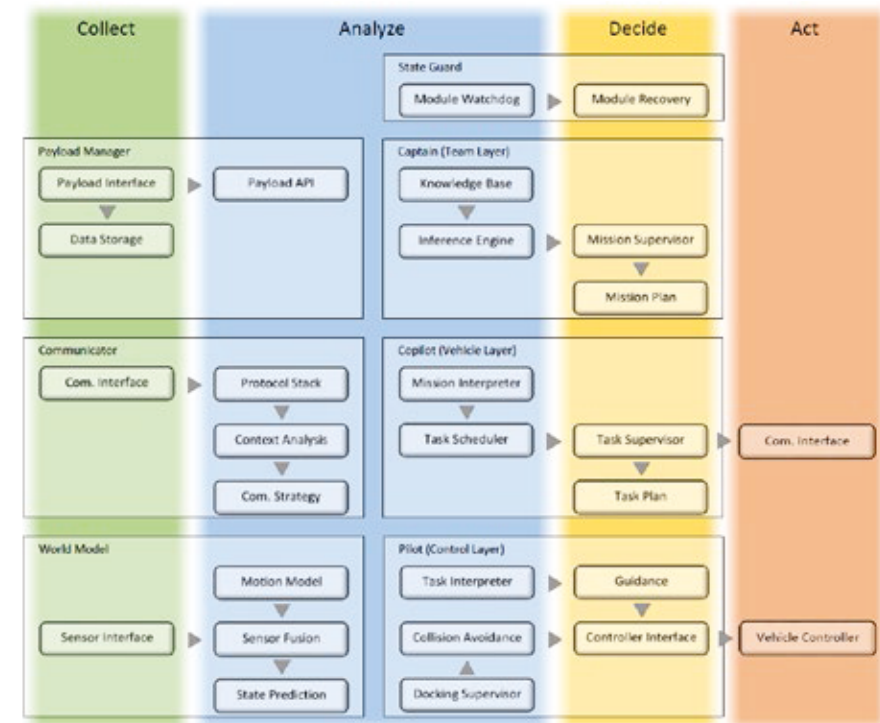 Collect
Analyze
Decide
Act
State Guard
Module Watchdog
Module Recovery
Payload Manager
Payload Interface
Payload API
Data Storage
Captain (Team Layer)
Knowledge Base
Inference Engine
Mission Supervisor
Mission Plan
Communicator
Com. Interface
Protocol Stack
Context Analysis
Com. Strategy
Copilot (Vehicle Layer)
Mission Interpreter
Task Scheduler
Task Supervisor
Com. Interface
Task Plan
World Model
Motion Model
Sensor Interface
Sensor Fusion
State Prediction
Pilot (Control Layer)
Task Interpreter
Guidance
Collision Avoidance
Controller Interface
Vehicle Controller
Docking Supervisor